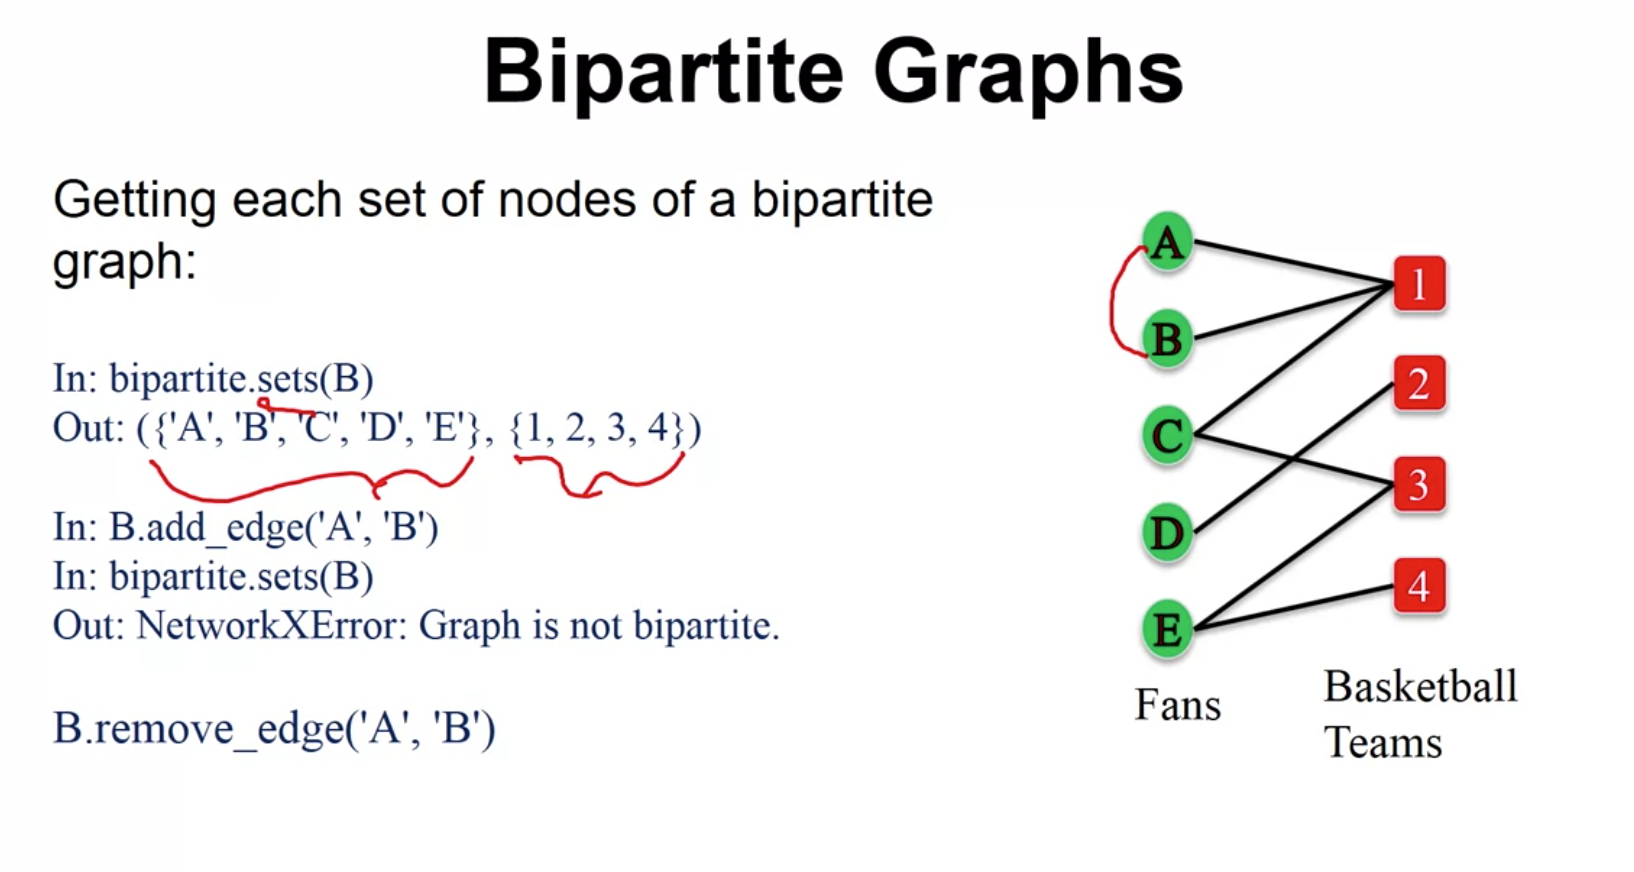 Bipartite Graphs
Getting each set of nodes of a bipartite
graph:
In: bipartite.sets(B)
Out: ({'A', 'B', 'C', 'D', 'E'}, {1, 2, 3, 4})
In: B.add_edge('A', 'B')
In: bipartite.sets(B)
Out: NetworkXError: Graph is not bipartite.
B.remove_edge('A', 'B')
A
B
C
D
E
Fans
1
2
3
4
Basketball
Teams